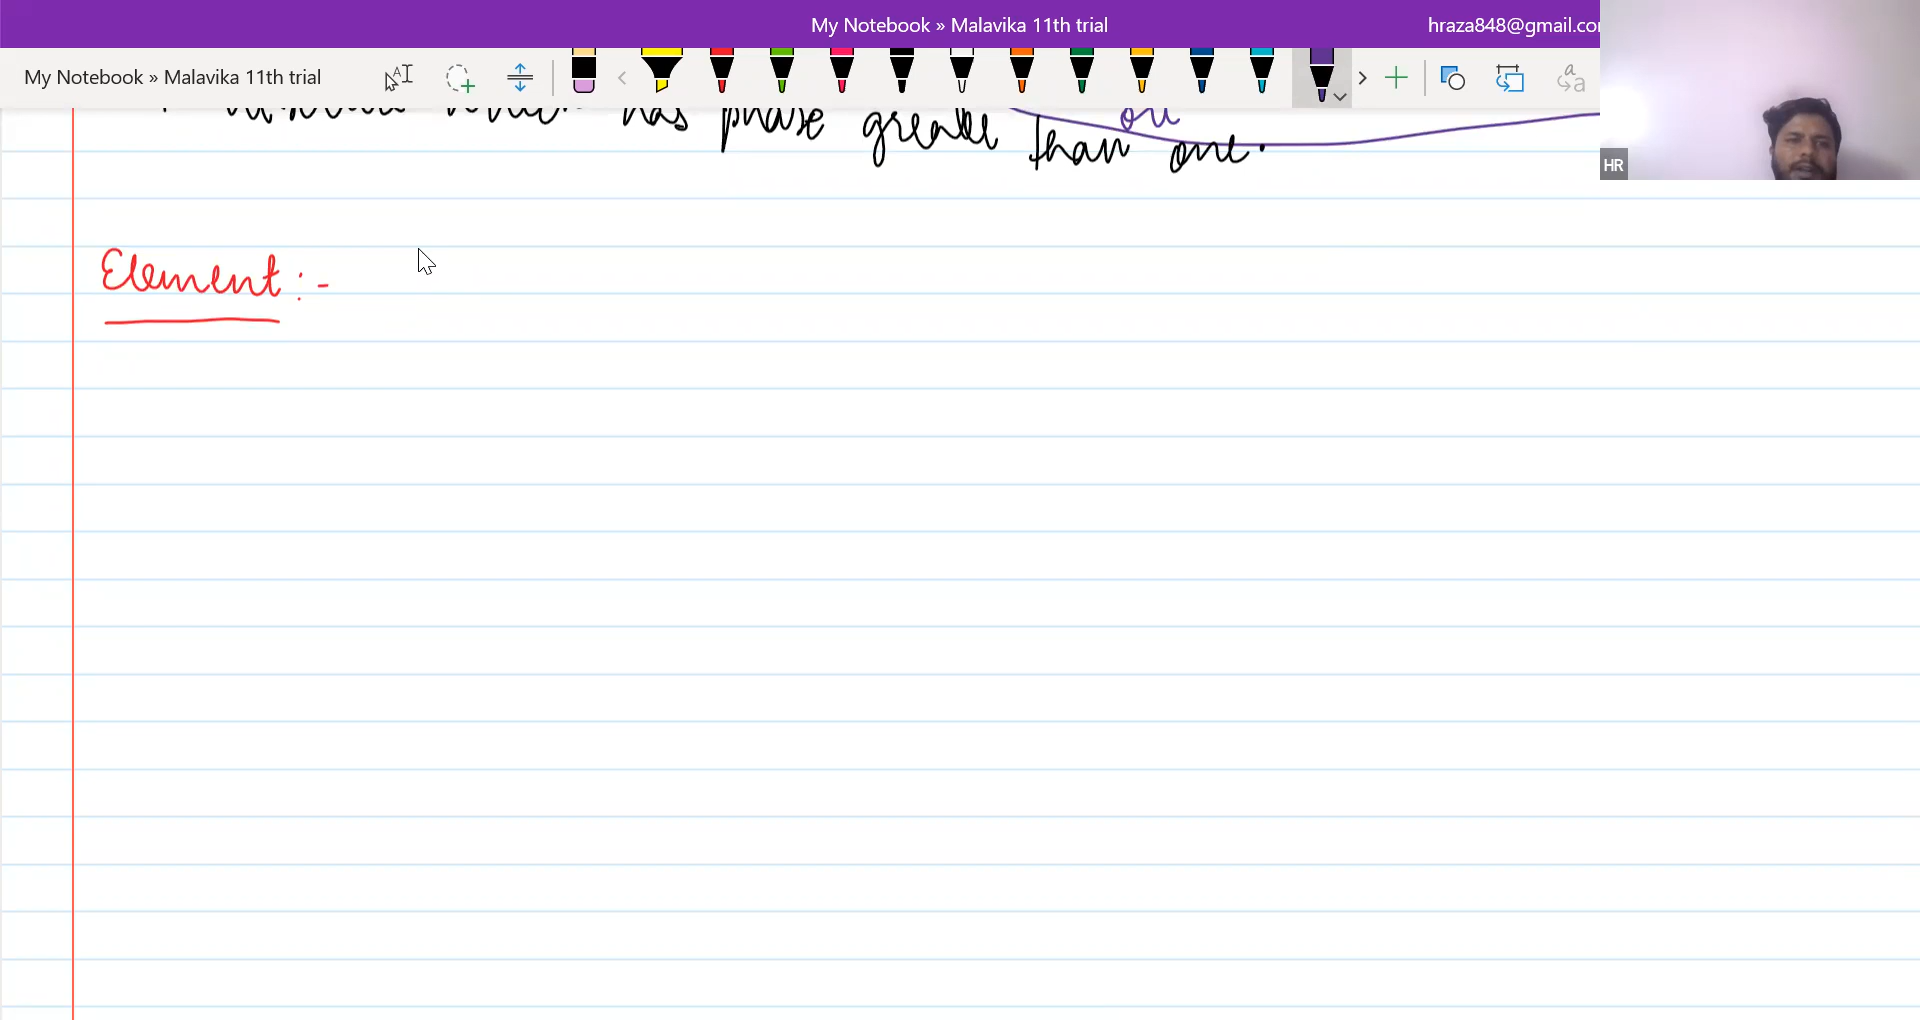 My Notebook » Malavika 11th trial
hraza848@gmail.co
My Notebook » Malavika 11th trial
has phase greater than one.
oil
HR
Element :-